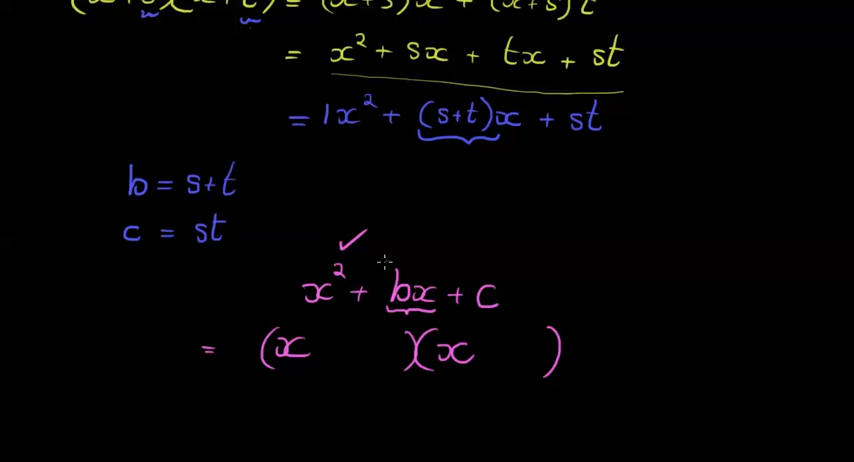 (x+s)(x+t) = (x+s)x + (x+s)t
= x² + sx + tx + st
= 1x² + (s+t)x + st
b = s+t
c = st
x² + bx + c
= (x )(x )